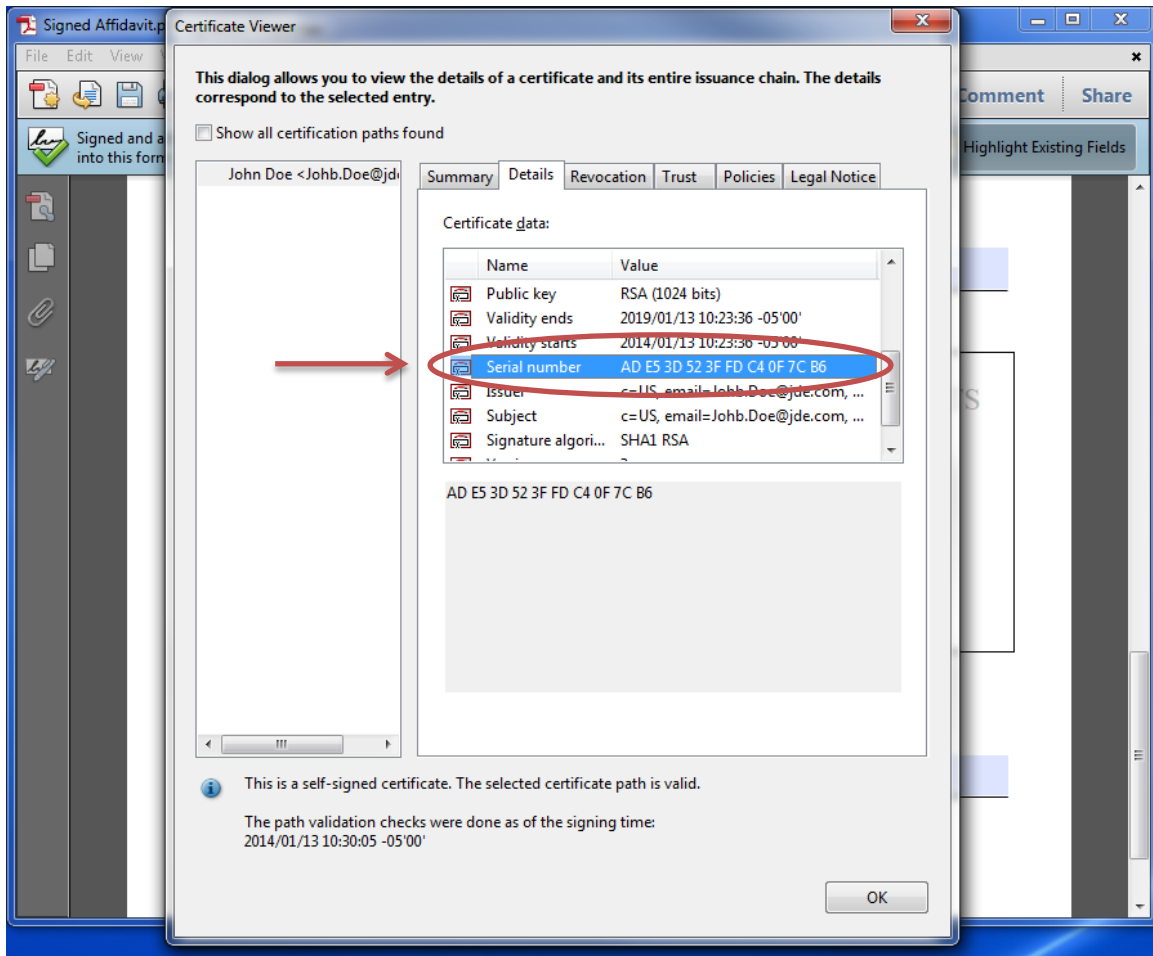 Signed Affidavit.p
Certificate Viewer
File Edit View
This dialog allows you to view the details of a certificate and its entire issuance chain. The details
correspond to the selected entry.
Comment Share
Show all certification paths found
Signed and a
into this form
Highlight Existing Fields
John Doe <Johb.Doe@jd
Summary Details Revocation Trust Policies Legal Notice
Certificate data:
Name Value
Public key RSA (1024 bits)
Validity ends 2019/01/13 10:23:36 -05'00'
Validity starts 2014/01/13 10:23:36 -05'00'
Serial number AD E5 3D 52 3F FD C4 0F 7C B6
Issuer c=US, email=Johb.Doe@jde.com, ...
Subject c=US, email=Johb.Doe@jde.com, ...
Signature algori... SHA1 RSA
AD E5 3D 52 3F FD C4 0F 7C B6
This is a self-signed certificate. The selected certificate path is valid.
The path validation checks were done as of the signing time:
2014/01/13 10:30:05 -05'00'
OK